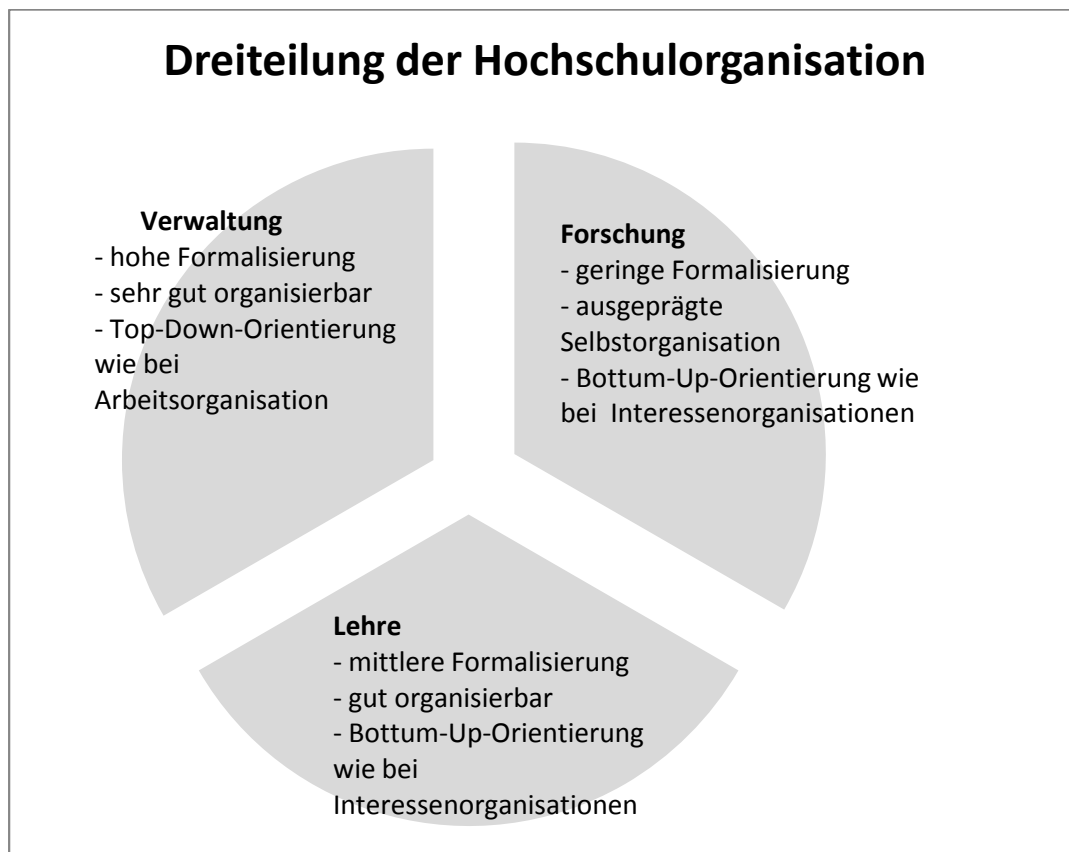 Dreiteilung der Hochschulorganisation
Verwaltung
- hohe Formalisierung
- sehr gut organisierbar
- Top-Down-Orientierung
wie bei
Arbeitsorganisation
Forschung
- geringe Formalisierung
- ausgeprägte
Selbstorganisation
- Bottum-Up-Orientierung wie
bei Interessenorganisationen
Lehre
- mittlere Formalisierung
- gut organisierbar
- Bottum-Up-Orientierung
wie bei
Interessenorganisationen